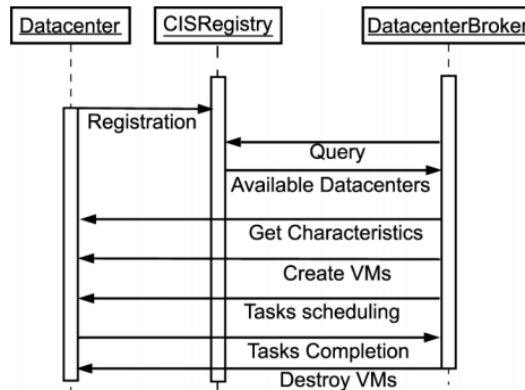 Datacenter
CISRegistry
DatacenterBroker
Registration
Query
Available Datacenters
Get Characteristics
Create VMs
Tasks scheduling
Tasks Completion
Destroy VMs